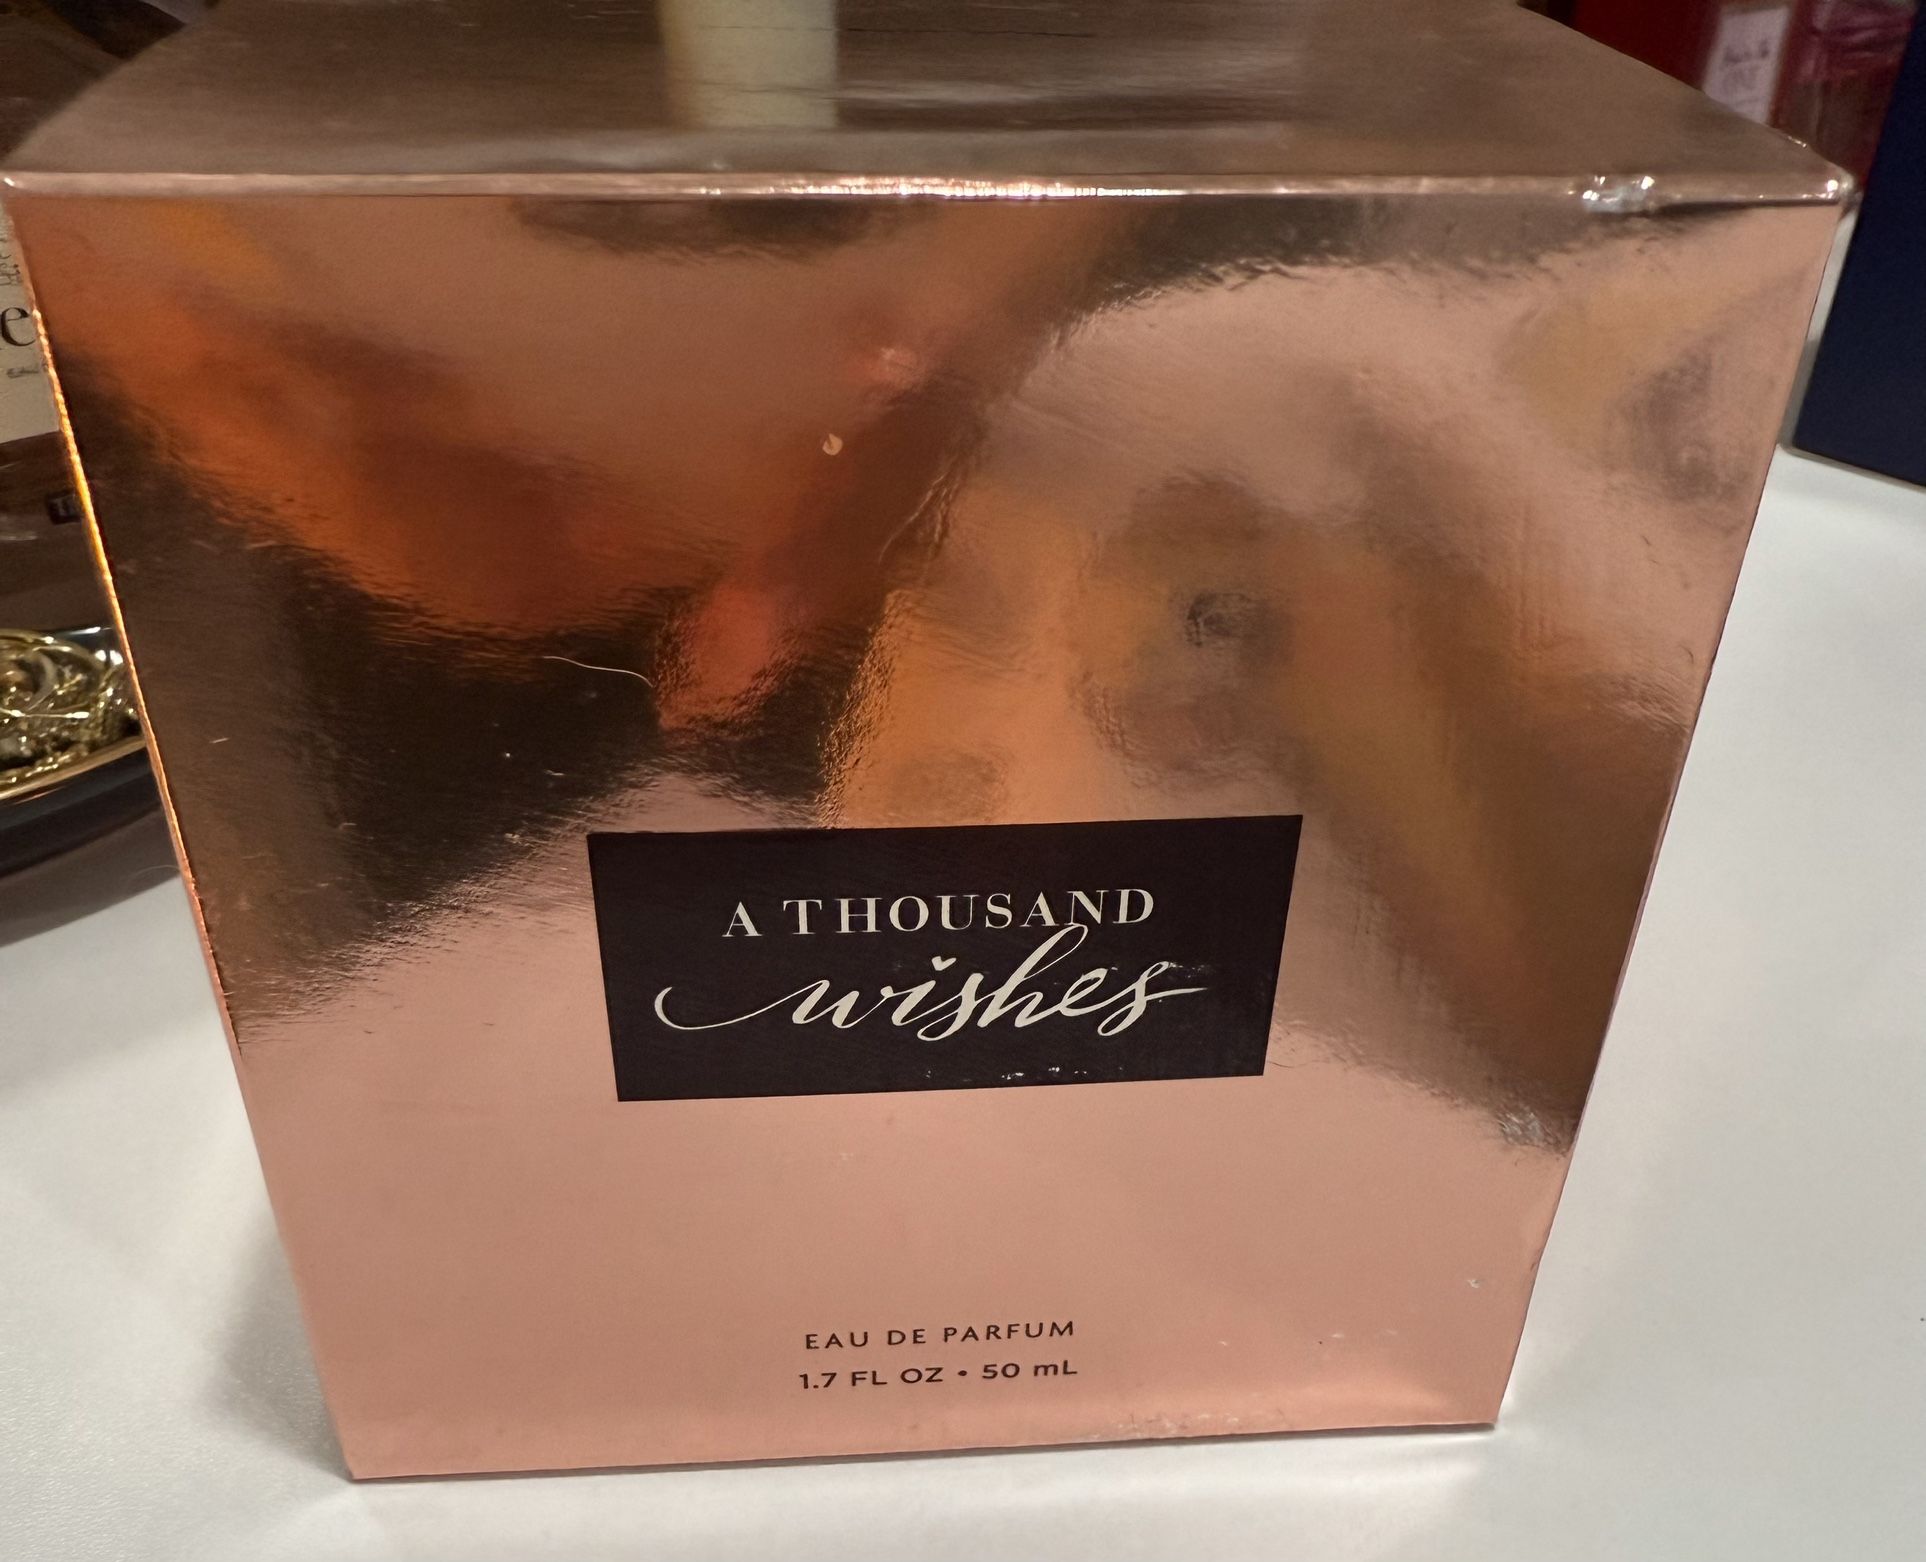 A THOUSAND
wishes
EAU DE PARFUM
1.7 FL OZ • 50 mL